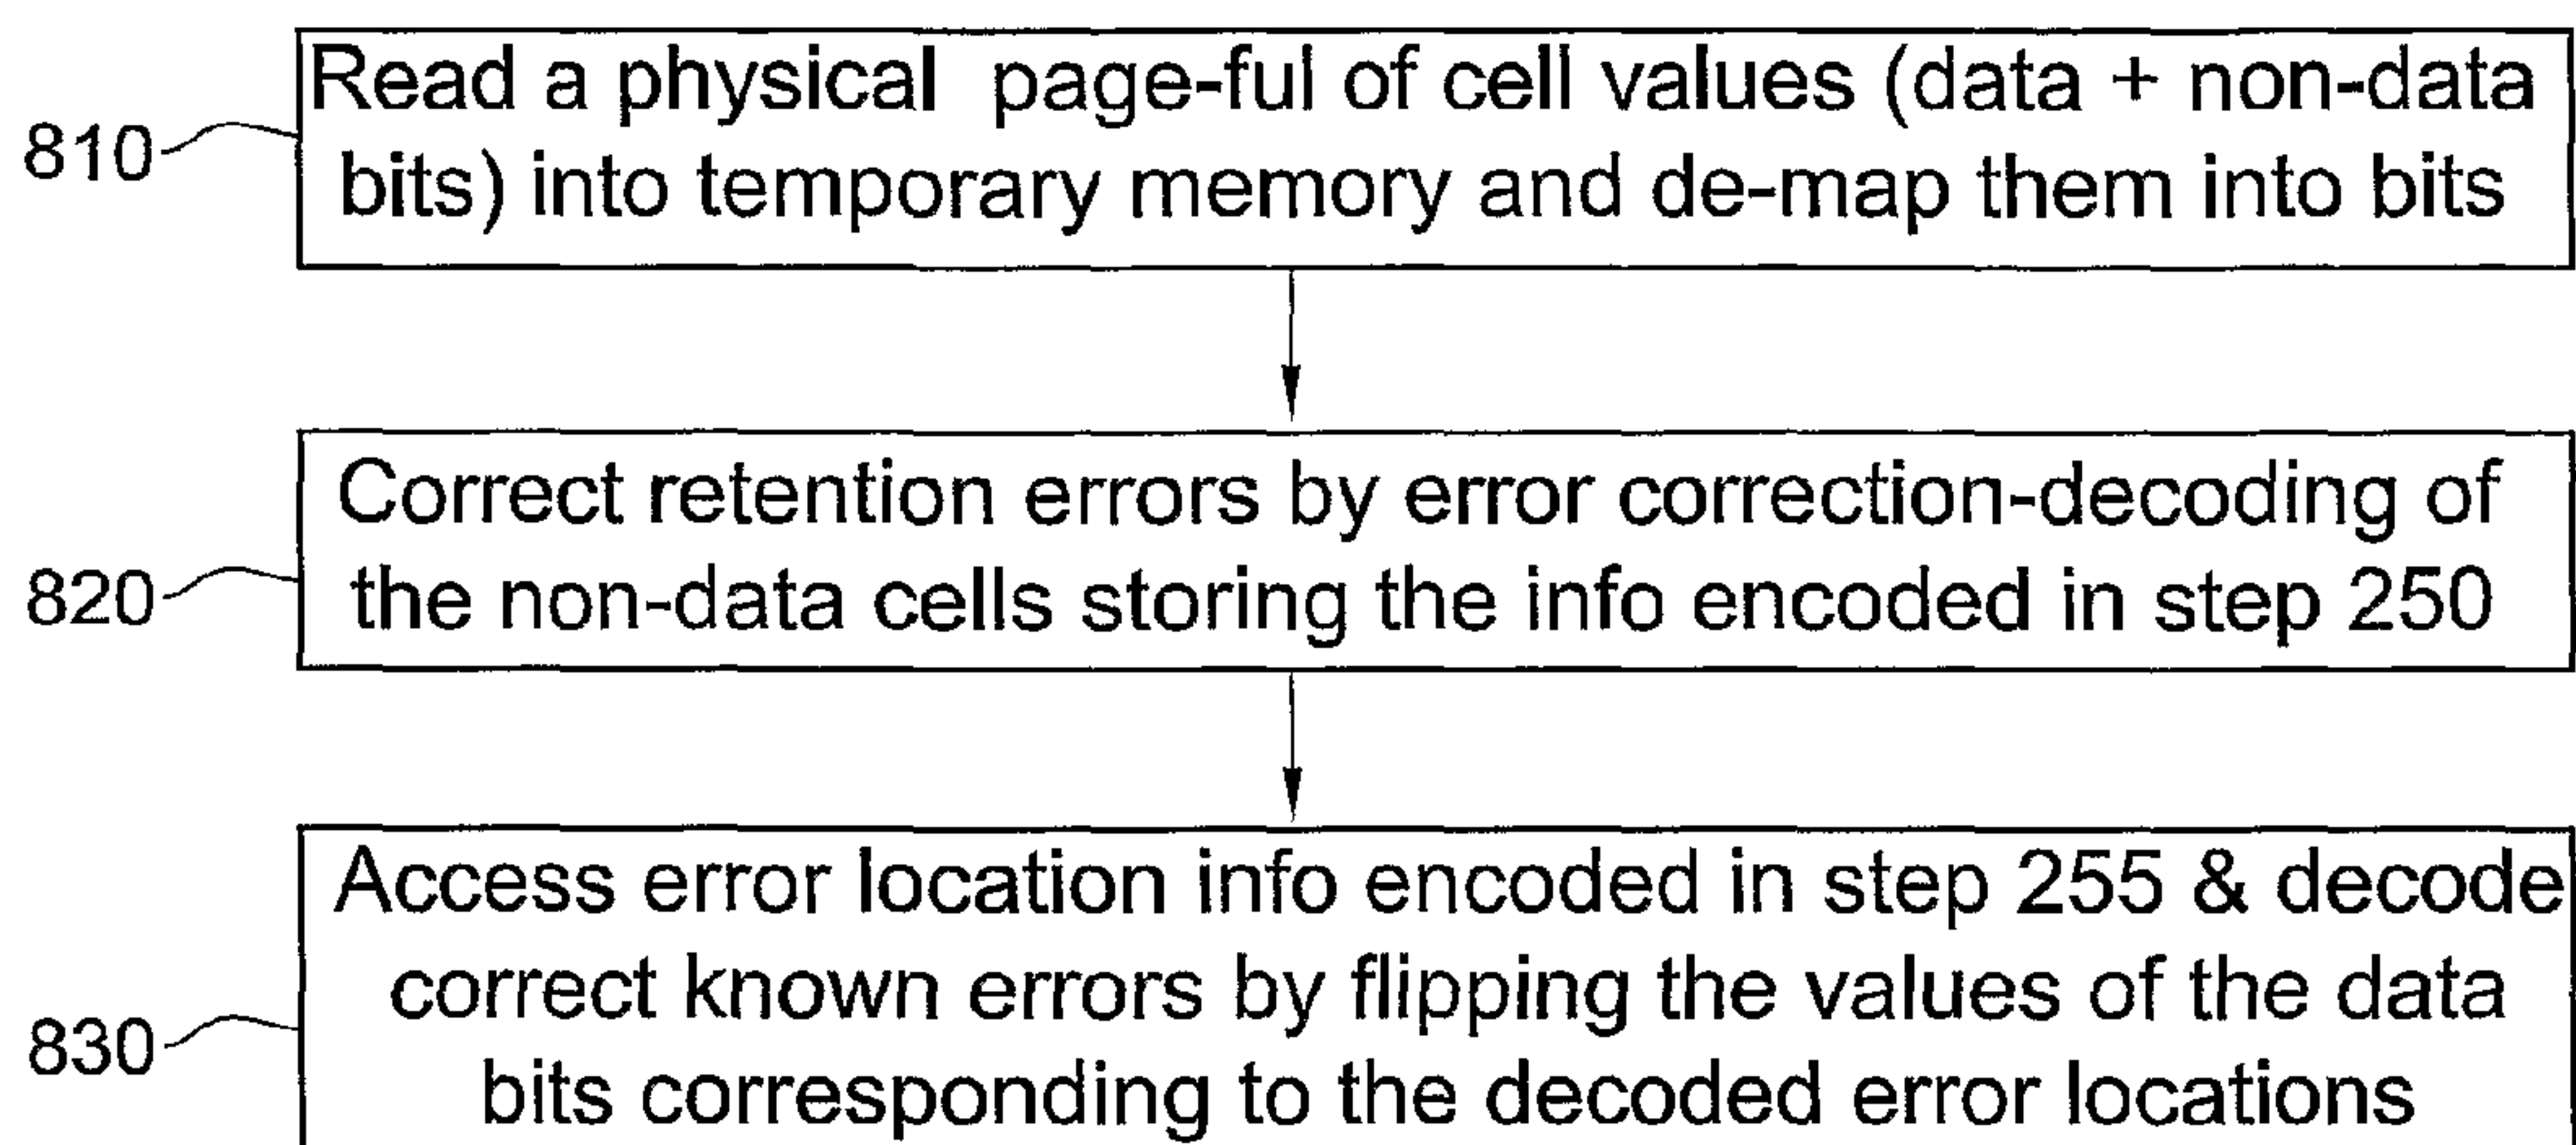 Read a physical page-ful of cell values (data + non-data
810
bits) into temporary memory and de-map them into bits
Correct retention errors by error correction-decoding of
820
the non-data cells storing the info encoded in step 250
Access error location info encoded in step 255 & decode
correct known errors by flipping the values of the data
830
bits corresponding to the decoded error locations